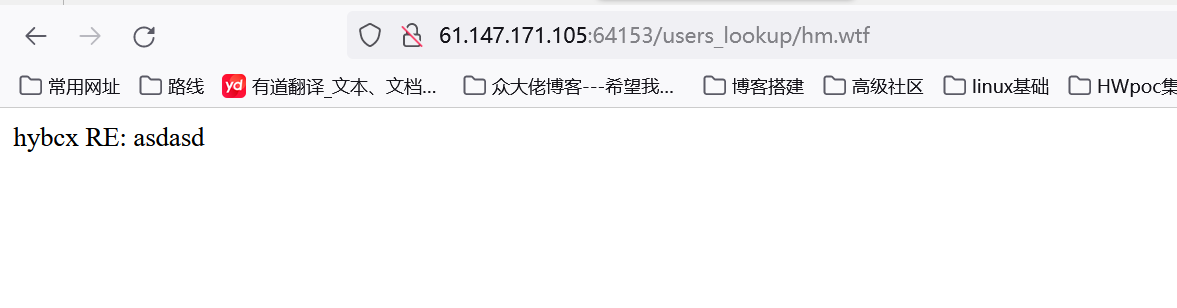 61.147.171.105:64153/users_lookup/hm.wtf
常用网址 路线 yd 有道翻译_文本、文档... 众大佬博客---希望我... 博客搭建 高级社区 linux基础 HWpoc集
hybcx RE: asdasd